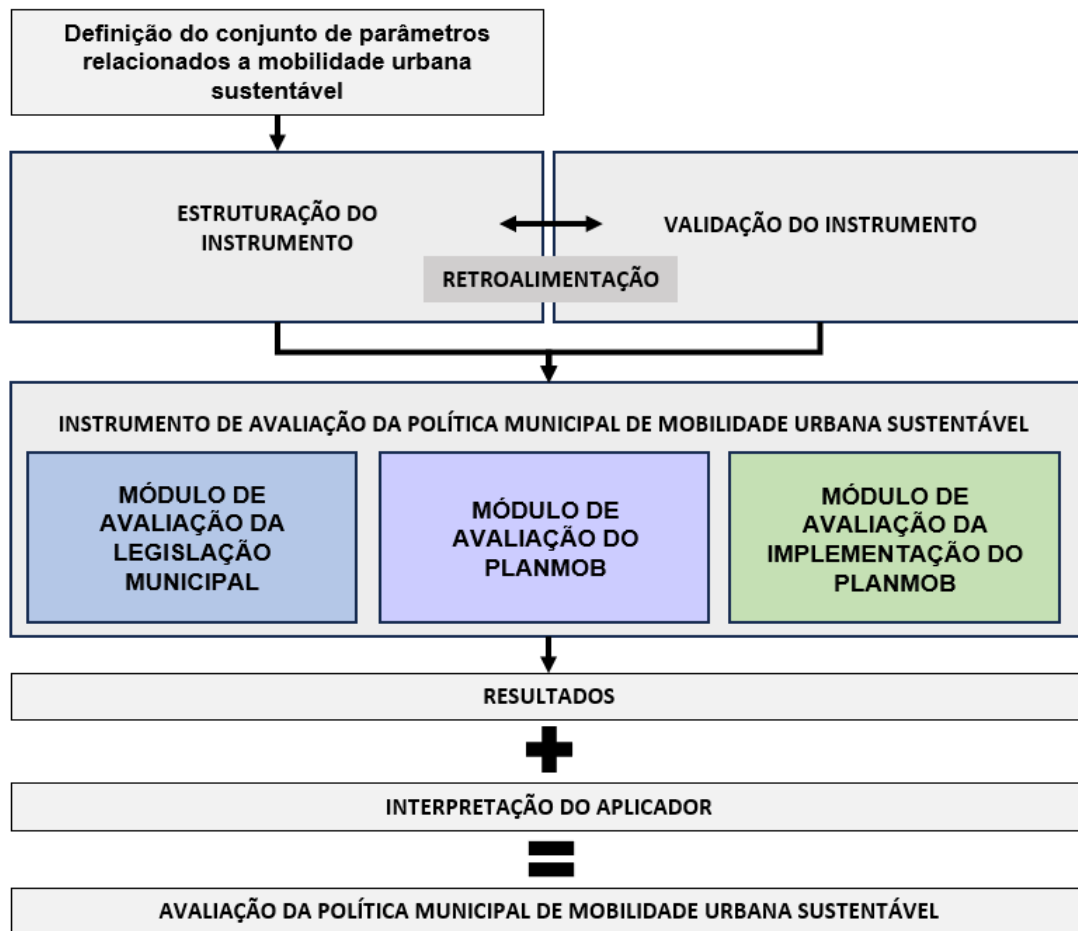 Definição do conjunto de parâmetros
relacionados a mobilidade urbana
sustentável
ESTRUTURAÇÃO DO
INSTRUMENTO
VALIDAÇÃO DO INSTRUMENTO
RETROALIMENTAÇÃO
INSTRUMENTO DE AVALIAÇÃO DA POLÍTICA MUNICIPAL DE MOBILIDADE URBANA SUSTENTÁVEL
MÓDULO DE
AVALIAÇÃO DA
LEGISLAÇÃO
MUNICIPAL
MÓDULO DE
AVALIAÇÃO DO
PLANMOB
MÓDULO DE
AVALIAÇÃO DA
IMPLEMENTAÇÃO DO
PLANMOB
RESULTADOS
+
INTERPRETAÇÃO DO APLICADOR
=
AVALIAÇÃO DA POLÍTICA MUNICIPAL DE MOBILIDADE URBANA SUSTENTÁVEL